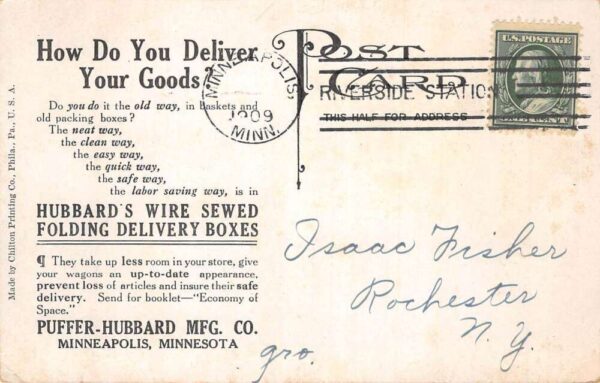 How Do You Deliver
Your Goods?
Do you do it the old way, in baskets and
old packing boxes?
The neat way,
the clean way,
the easy way,
the quick way,
the safe way,
the labor saving way, is in
HUBBARD'S WIRE SEWED
FOLDING DELIVERY BOXES
¶ They take up less room in your store, give
your wagons an up-to-date appearance,
prevent loss of articles and insure their safe
delivery. Send for booklet—"Economy of
Space."
PUFFER-HUBBARD MFG. CO.
MINNEAPOLIS, MINNESOTA
Made by Chilton Printing Co., Phila., Pa., U. S. A.
MINNEAPOLIS,
1909
MINN.
POST
CARD
RIVERSIDE STATION
THIS HALF FOR ADDRESS
U.S. POSTAGE
ONE CENT
Isaac Fisher
Rochester
N. Y.
gro.